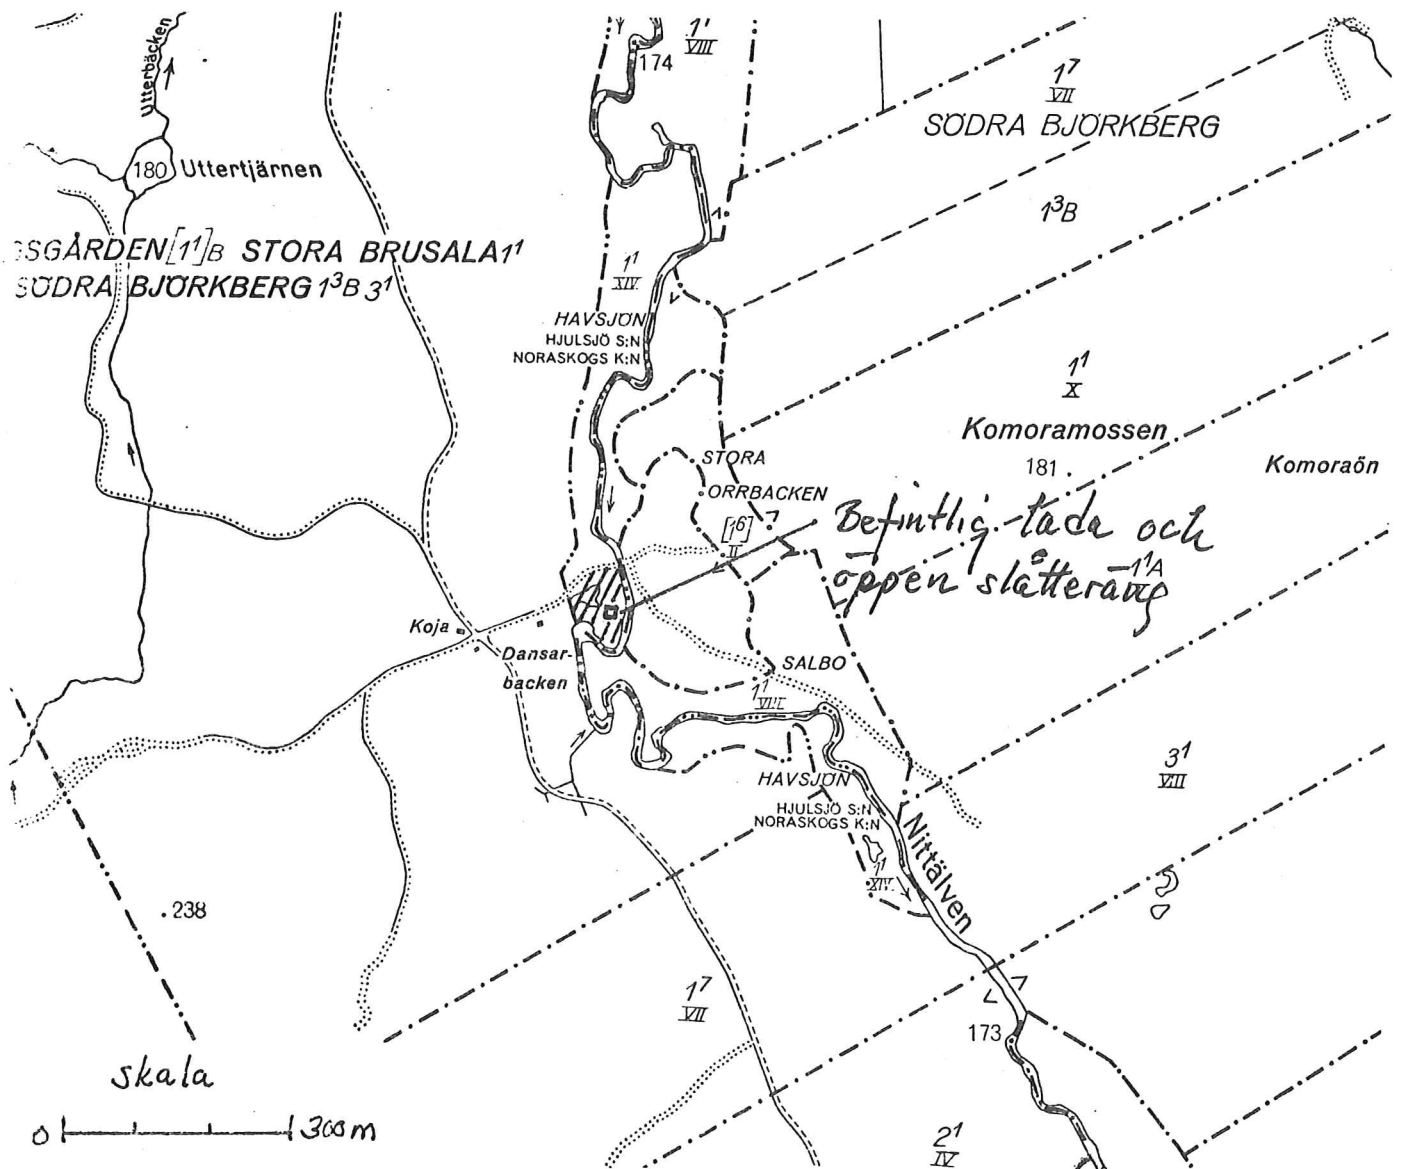 Utterbäcken
1¹
VIII
174
1⁷
VII
SÖDRA BJÖRKBERG
180 Uttertjärnen
1³B
SGÅRDEN[1¹]B STORA BRUSALA1¹
SÖDRA BJÖRKBERG 1³B 3¹
1¹
XIV
HAVSJÖN
HJULSJÖ S:N
NORASKOGS K:N
1¹
X
Komoramossen
181
Komoraön
STORA
ORRBACKEN
[1⁶]
II
Befintlig lada och
öppen slåtteräng
1¹A
Koja
Dansar-
backen
SALBO
1¹
VIII
3¹
VIII
HAVSJÖN
HJULSJÖ S:N
NORASKOGS K:N
Nittälven
1¹
XIV
.238
1⁷
VII
173
skala
0 300m
2¹
IV